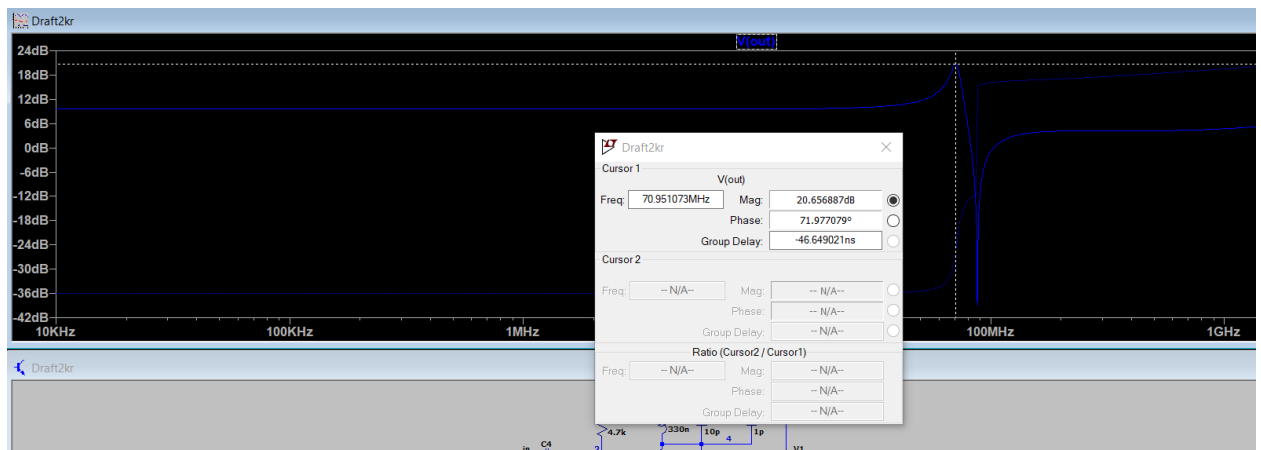 Draft2kr
V(out)
24dB
18dB
12dB
6dB
0dB
-6dB
-12dB
-18dB
-24dB
-30dB
-36dB
-42dB
10KHz 100KHz 1MHz 100MHz 1GHz
Draft2kr
Cursor 1
V(out)
Freq: 70.951073MHz Mag: 20.656887dB
Phase: 71.977079º
Group Delay: -46.649021ns
Cursor 2
Freq: -- N/A-- Mag: -- N/A--
Phase: -- N/A--
Group Delay: -- N/A--
Ratio (Cursor2 / Cursor1)
Freq: -- N/A-- Mag: -- N/A--
Phase: -- N/A--
Group Delay: -- N/A--
Draft2kr
4.7k 330n 10p 1p
4
in C4 V1